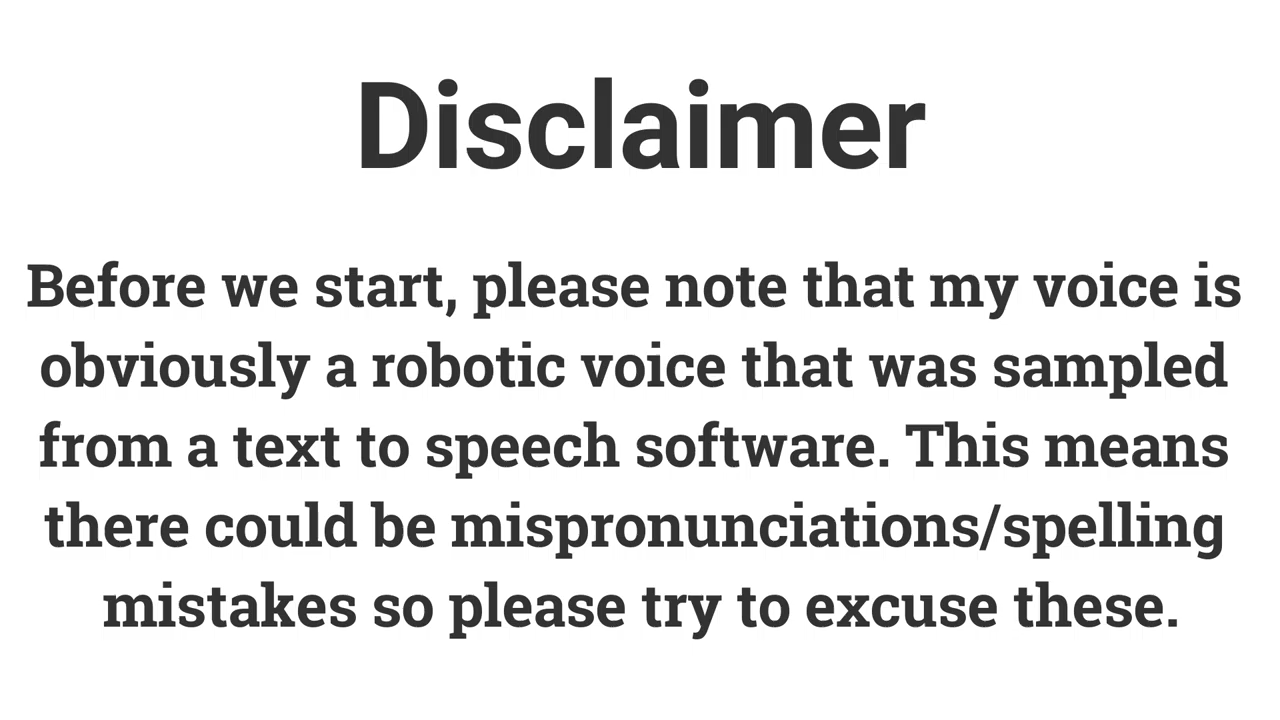 Disclaimer
Before we start, please note that my voice is
obviously a robotic voice that was sampled
from a text to speech software. This means
there could be mispronunciations/spelling
mistakes so please try to excuse these.